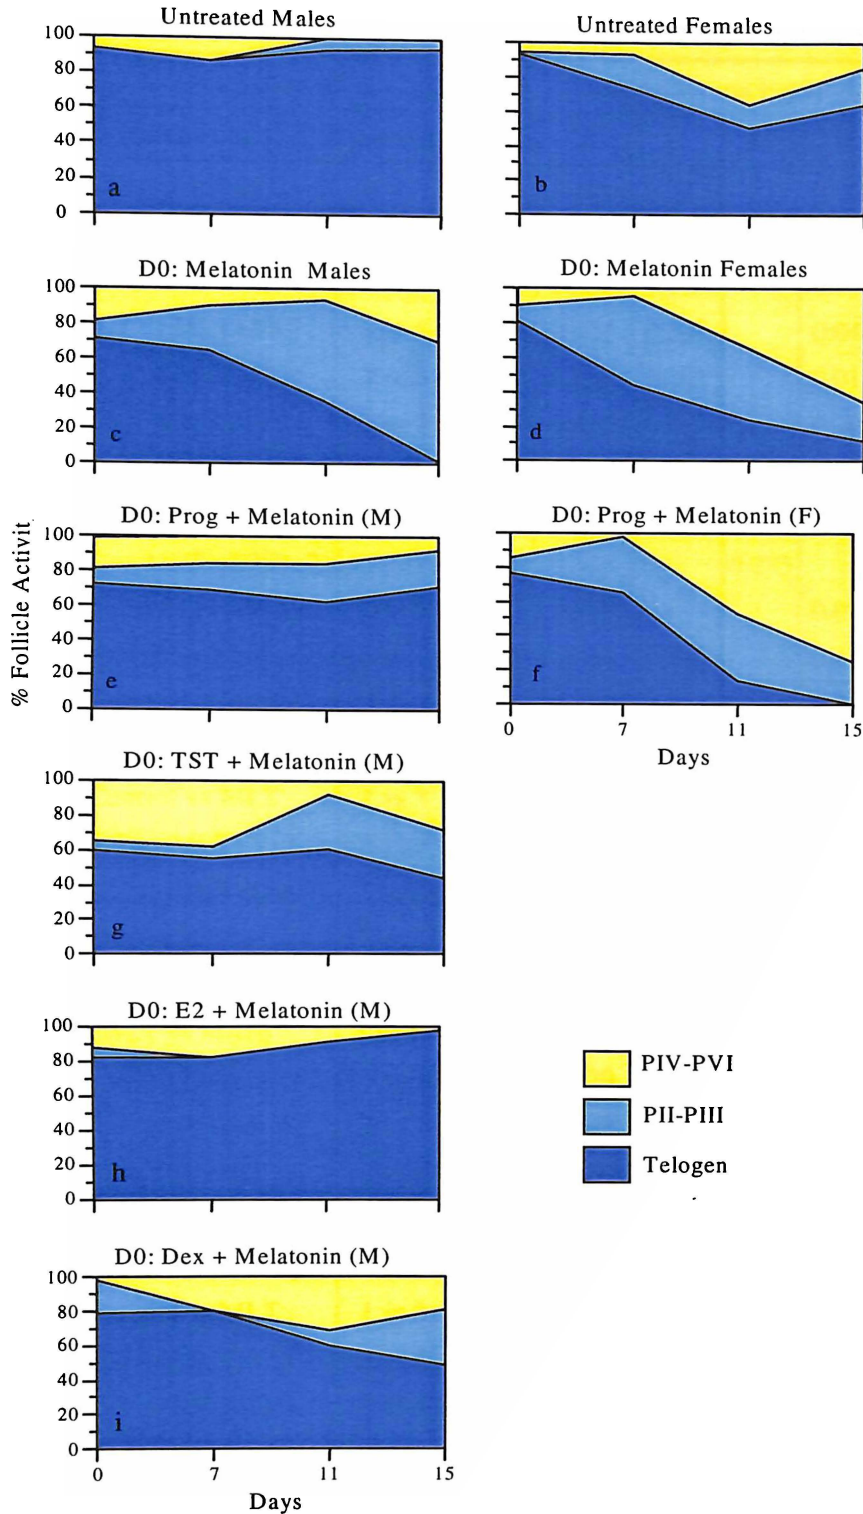 Untreated Males
100
80
60
40
20
0
a
Untreated Females
b
D0: Melatonin Males
100
80
60
40
20
0
c
D0: Melatonin Females
d
% Follicle Activit
D0: Prog + Melatonin (M)
100
80
60
40
20
0
e
D0: Prog + Melatonin (F)
f
0 7 11 15
Days
D0: TST + Melatonin (M)
100
80
60
40
20
0
g
D0: E2 + Melatonin (M)
100
80
60
40
20
0
h
PIV-PVI
PII-PIII
Telogen
D0: Dex + Melatonin (M)
100
80
60
40
20
0
i
0 7 11 15
Days